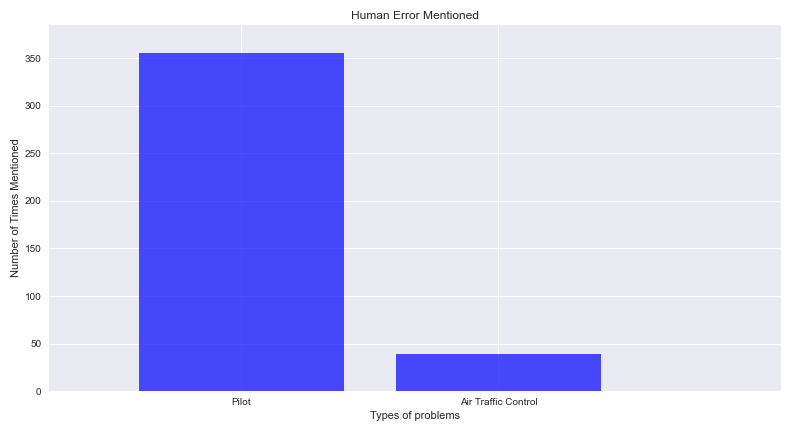 Human Error Mentioned
Number of Times Mentioned
350
300
250
200
150
100
50
0
Pilot
Air Traffic Control
Types of problems